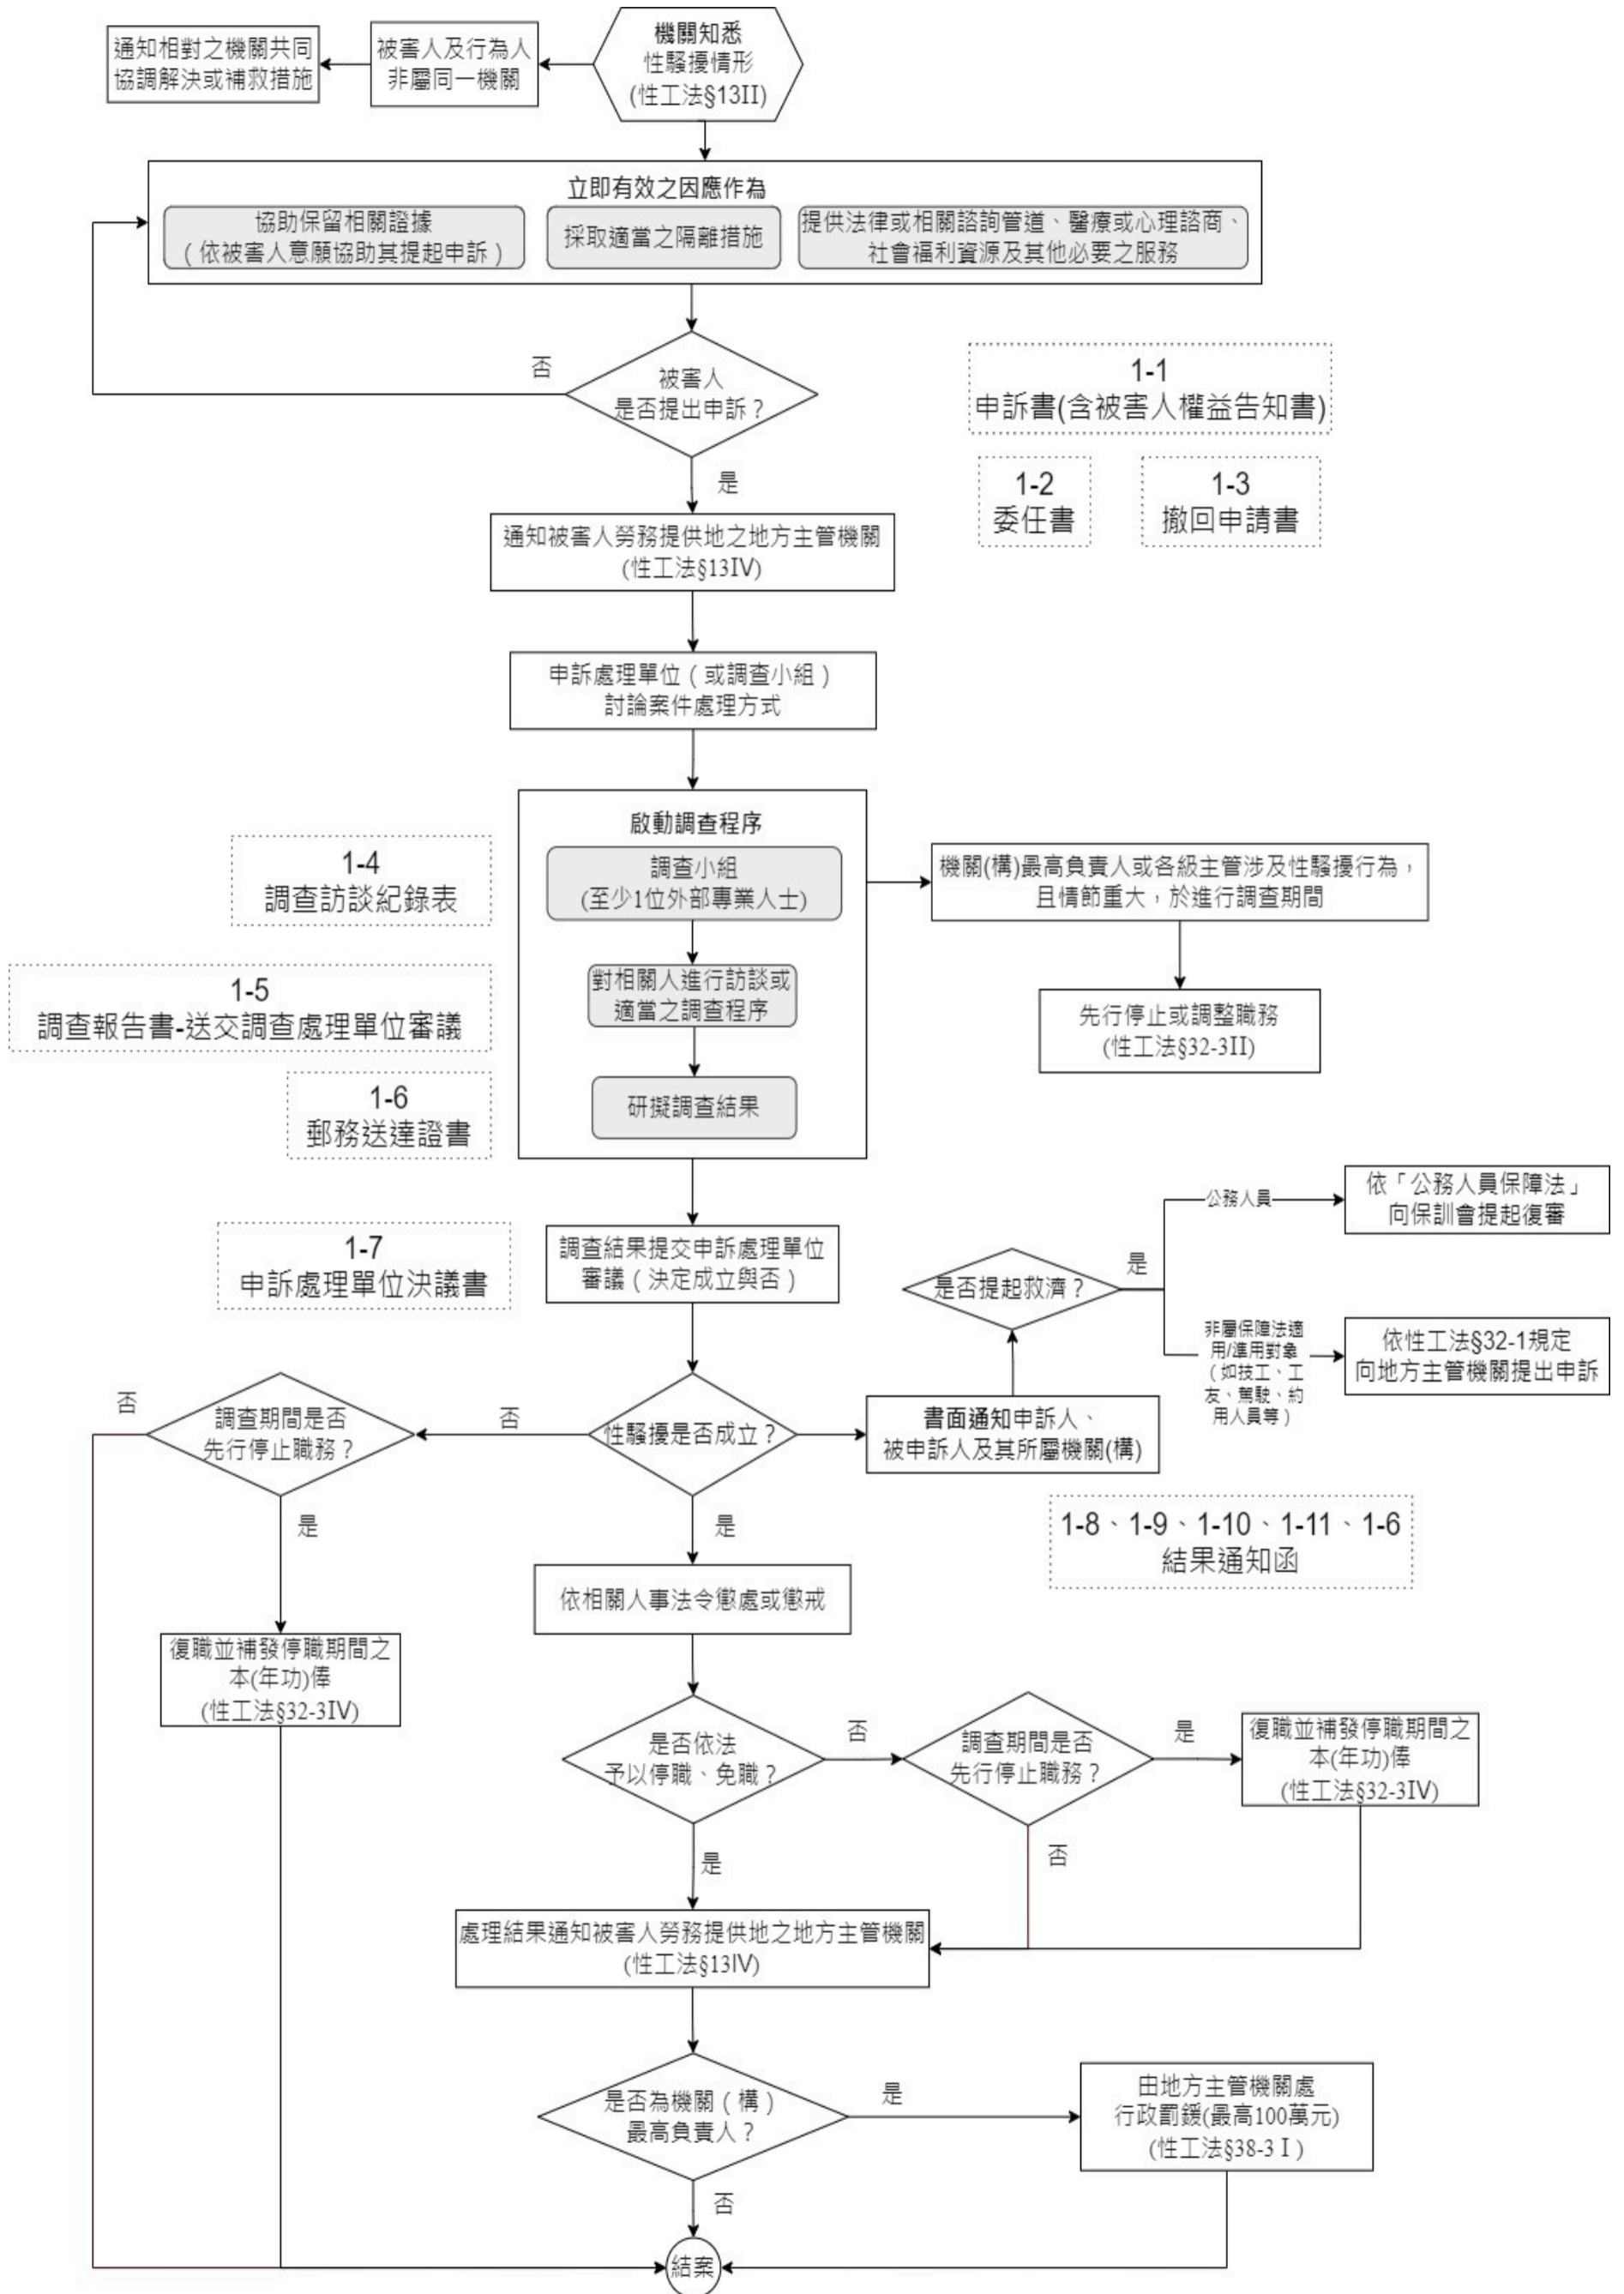 機關知悉
性騷擾情形
(性工法§13II)
被害人及行為人
非屬同一機關
通知相對之機關共同
協調解決或補救措施
立即有效之因應作為
協助保留相關證據
（依被害人意願協助其提起申訴）
採取適當之隔離措施
提供法律或相關諮詢管道、醫療或心理諮商、
社會福利資源及其他必要之服務
否
被害人
是否提出申訴？
是
1-1
申訴書(含被害人權益告知書)
1-2
委任書
1-3
撤回申請書
通知被害人勞務提供地之地方主管機關
(性工法§13IV)
申訴處理單位（或調查小組）
討論案件處理方式
啟動調查程序
調查小組
(至少1位外部專業人士)
對相關人進行訪談或
適當之調查程序
研擬調查結果
機關(構)最高負責人或各級主管涉及性騷擾行為，
且情節重大，於進行調查期間
先行停止或調整職務
(性工法§32-3II)
1-4
調查訪談紀錄表
1-5
調查報告書-送交調查處理單位審議
1-6
郵務送達證書
1-7
申訴處理單位決議書
調查結果提交申訴處理單位
審議（決定成立與否）
是否提起救濟？
是
公務人員
依「公務人員保障法」
向保訓會提起復審
非屬保障法適
用/準用對象
（如技工、工
友、駕駛、約
用人員等）
依性工法§32-1規定
向地方主管機關提出申訴
書面通知申訴人、
被申訴人及其所屬機關(構)
性騷擾是否成立？
否
調查期間是否
先行停止職務？
否
是
是
1-8、1-9、1-10、1-11、1-6
結果通知函
依相關人事法令懲處或懲戒
復職並補發停職期間之
本(年功)俸
(性工法§32-3IV)
是否依法
予以停職、免職？
否
調查期間是否
先行停止職務？
是
復職並補發停職期間之
本(年功)俸
(性工法§32-3IV)
是
否
處理結果通知被害人勞務提供地之地方主管機關
(性工法§13IV)
是否為機關（構）
最高負責人？
是
由地方主管機關處
行政罰鍰(最高100萬元)
(性工法§38-3 I )
否
結案